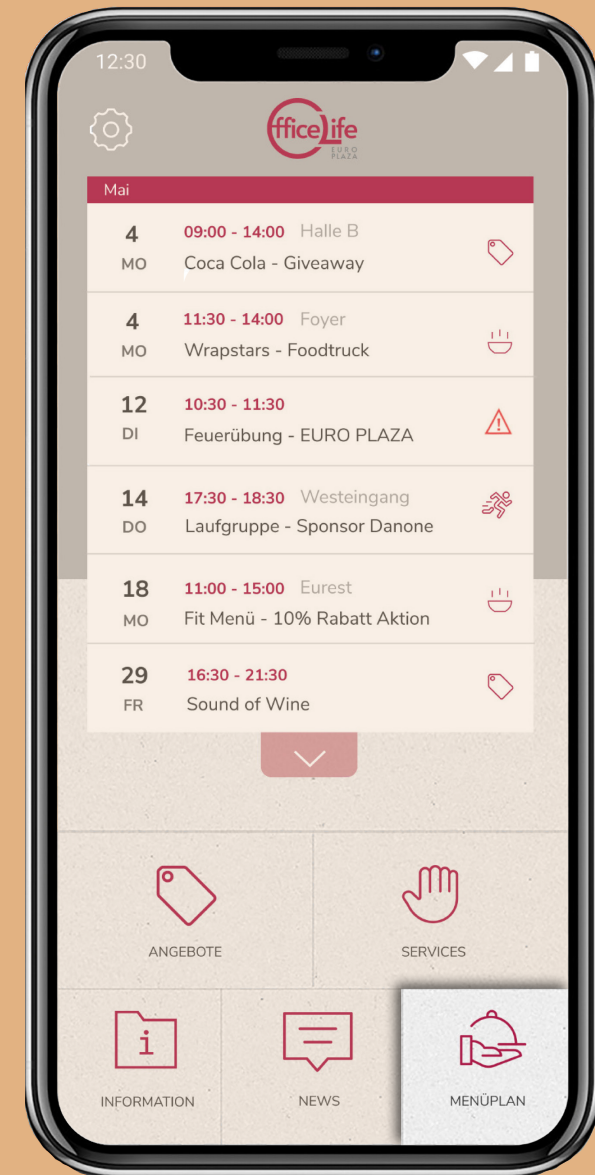 12:30
OfficeLife
EURO
PLAZA
Mai
4 09:00 - 14:00 Halle B
MO Coca Cola - Giveaway
4 11:30 - 14:00 Foyer
MO Wrapstars - Foodtruck
12 10:30 - 11:30
DI Feuerübung - EURO PLAZA
14 17:30 - 18:30 Westeingang
DO Laufgruppe - Sponsor Danone
18 11:00 - 15:00 Eurest
MO Fit Menü - 10% Rabatt Aktion
29 16:30 - 21:30
FR Sound of Wine
ANGEBOTE SERVICES
i
INFORMATION NEWS MENÜPLAN